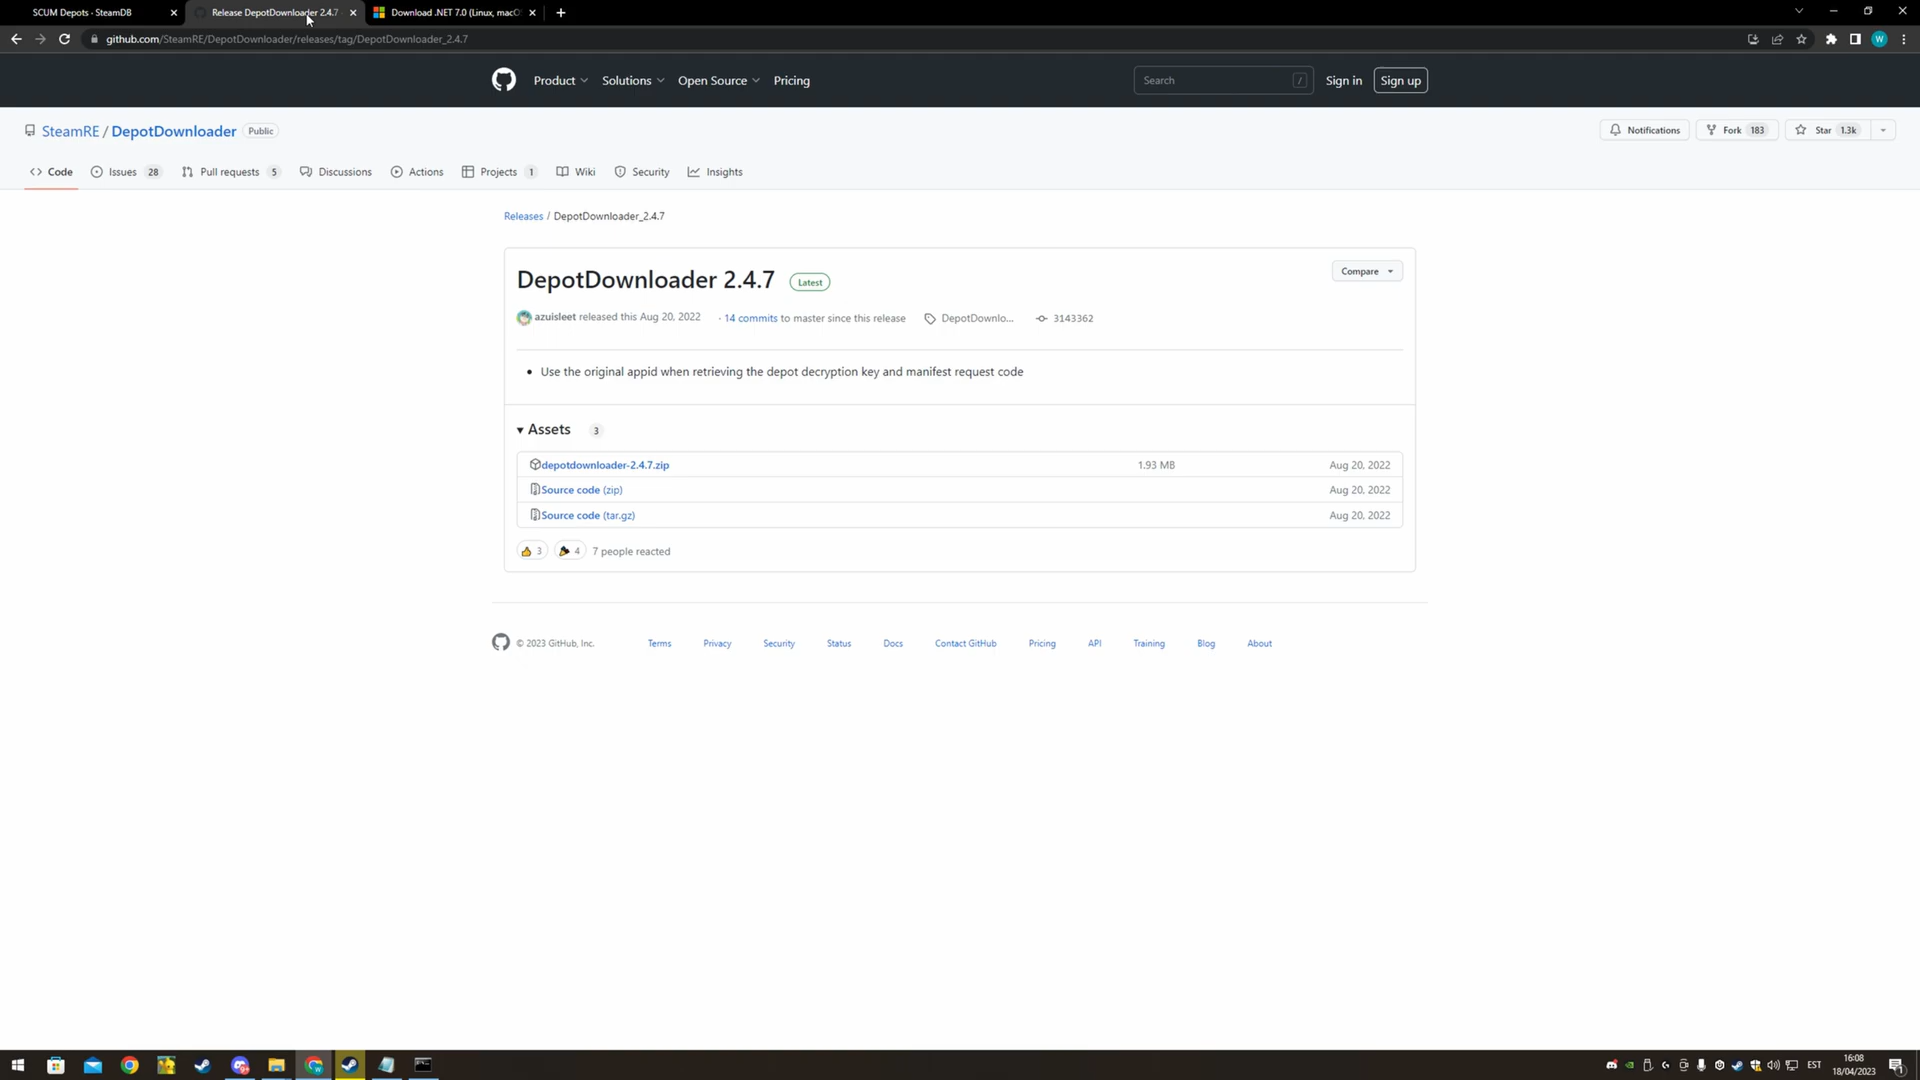 SCUM Depots · SteamDB
Release DepotDownloader 2.4.7
Download .NET 7.0 (Linux, macO
github.com/SteamRE/DepotDownloader/releases/tag/DepotDownloader_2.4.7
W
Product
Solutions
Open Source
Pricing
Search
/
Sign in
Sign up
SteamRE / DepotDownloader Public
Notifications
Fork 183
Star 1.3k
<> Code
Issues 28
Pull requests 5
Discussions
Actions
Projects 1
Wiki
Security
Insights
Releases / DepotDownloader_2.4.7
DepotDownloader 2.4.7 Latest
Compare
azuisleet released this Aug 20, 2022 · 14 commits to master since this release DepotDownlo... 3143362
• Use the original appid when retrieving the depot decryption key and manifest request code
Assets 3
depotdownloader-2.4.7.zip 1.93 MB Aug 20, 2022
Source code (zip) Aug 20, 2022
Source code (tar.gz) Aug 20, 2022
3 4 7 people reacted
© 2023 GitHub, Inc. Terms Privacy Security Status Docs Contact GitHub Pricing API Training Blog About
EST
16:08
18/04/2023